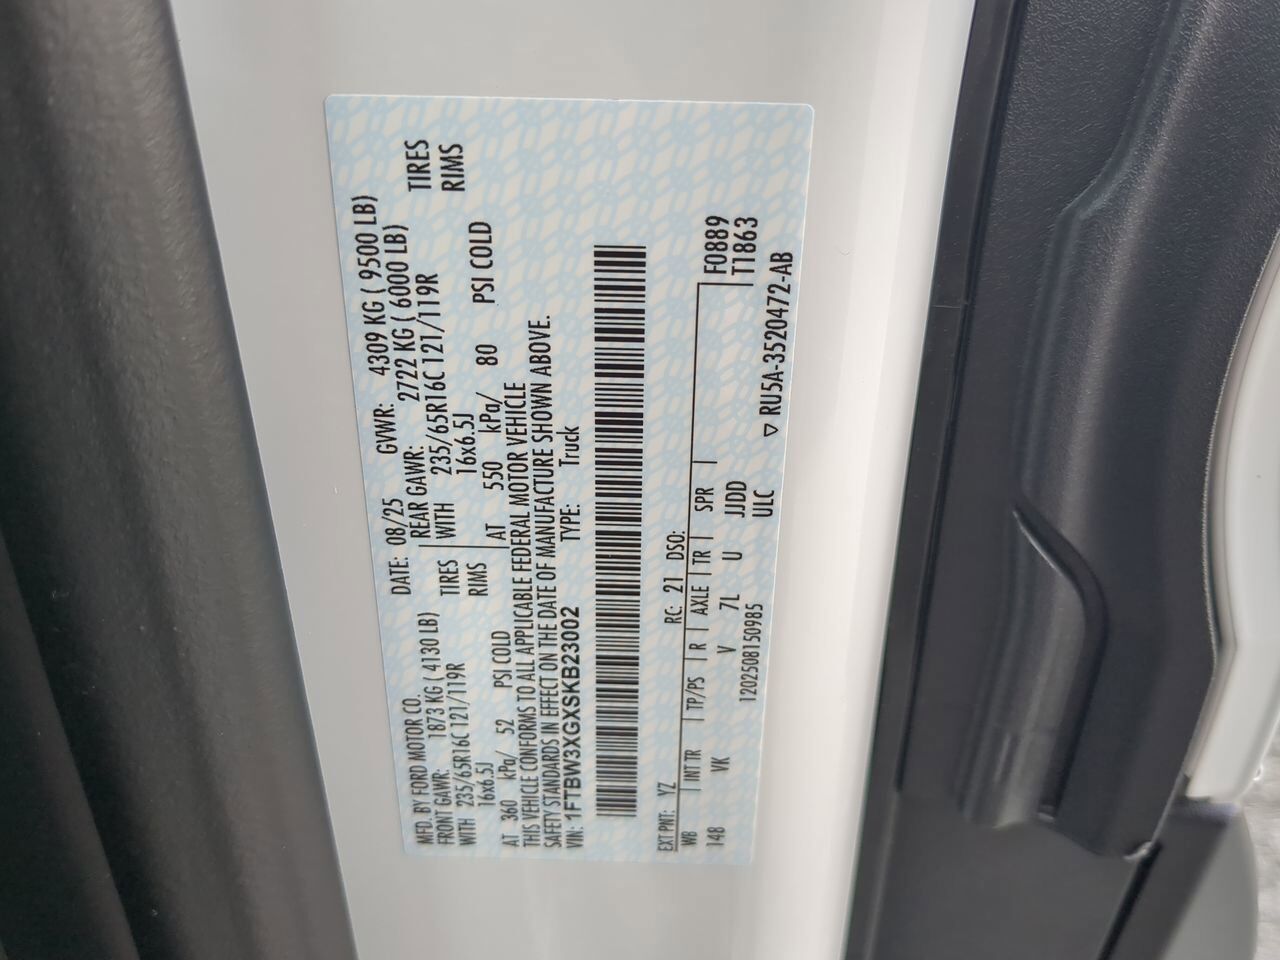 MFD. BY FORD MOTOR CO. DATE: 08/25 GVWR: 4309 KG ( 9500 LB)
FRONT GAWR: 1873 KG ( 4130 LB) REAR GAWR: 2722 KG ( 6000 LB)
WITH 235/65R16C 121/119R TIRES WITH 235/65R16C 121/119R TIRES
16x6.5J RIMS 16x6.5J RIMS
AT 360 kPa/ 52 PSI COLD AT 550 kPa/ 80 PSI COLD
THIS VEHICLE CONFORMS TO ALL APPLICABLE FEDERAL MOTOR VEHICLE
SAFETY STANDARDS IN EFFECT ON THE DATE OF MANUFACTURE SHOWN ABOVE.
VIN: 1FTBW3XGXSKB23002 TYPE: Truck
EXT PNT: YZ RC: 21 DSO:
WB INT TR TP/PS R AXLE TR SPR F0889
148 VK V 7L U JJDD T1863
1202508150985 ULC
▽ RU5A-3520472-AB